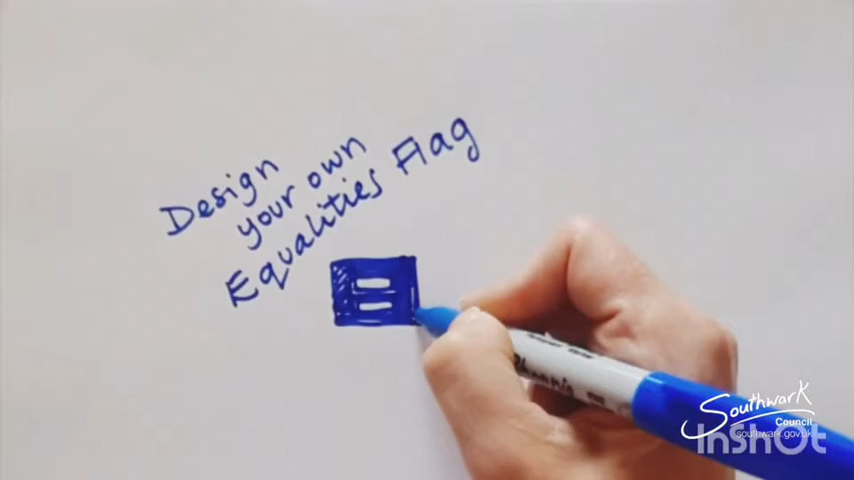 Design
your own
Equalities Flag
Southwark
Council
southwark.gov.uk
InShOt